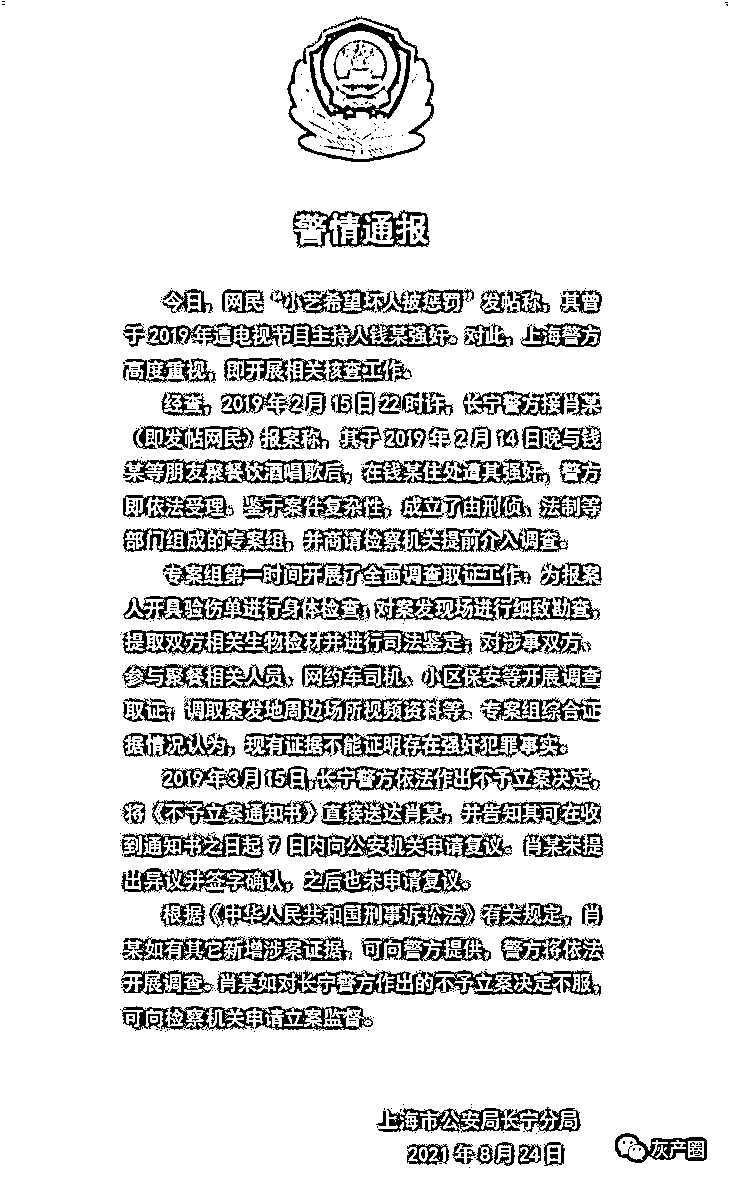 警情通报
今日，网民“小艺希望坏人被惩罚”发帖称，其曾
于2019年遭电视节目主持人钱某强奸。对此，上海警方
高度重视，即开展相关核查工作。
经查，2019年2月15日22时许，长宁警方接肖某
（即发帖网民）报案称，其于2019年2月14日晚与钱
某等朋友聚餐饮酒唱歌后，在钱某住处遭其强奸，警方
即依法受理。鉴于案件复杂性，成立了由刑侦、法制等
部门组成的专案组，并商请检察机关提前介入调查。
专案组第一时间开展了全面调查取证工作：为报案
人开具验伤单进行身体检查；对案发现场进行细致勘查，
提取双方相关生物检材并进行司法鉴定；对涉事双方、
参与聚餐相关人员、网约车司机、小区保安等开展调查
取证；调取案发地周边场所视频资料等。专案组综合证
据情况认为，现有证据不能证明存在强奸犯罪事实。
2019年3月15日，长宁警方依法作出不予立案决定，
将《不予立案通知书》直接送达肖某，并告知其可在收
到通知书之日起7日内向公安机关申请复议。肖某未提
出异议并签字确认，之后也未申请复议。
根据《中华人民共和国刑事诉讼法》有关规定，肖
某如有其它新增涉案证据，可向警方提供，警方将依法
开展调查。肖某如对长宁警方作出的不予立案决定不服，
可向检察机关申请立案监督。
上海市公安局长宁分局
2021年8月24日
灰产圈